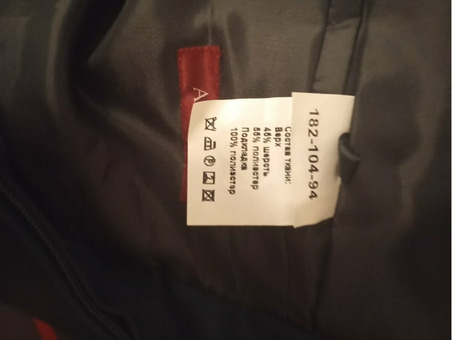 182-104-94
Состав ткани:
Верх
45% шерсть
55% полиэстер
Подкладка
100% полиэстер
A